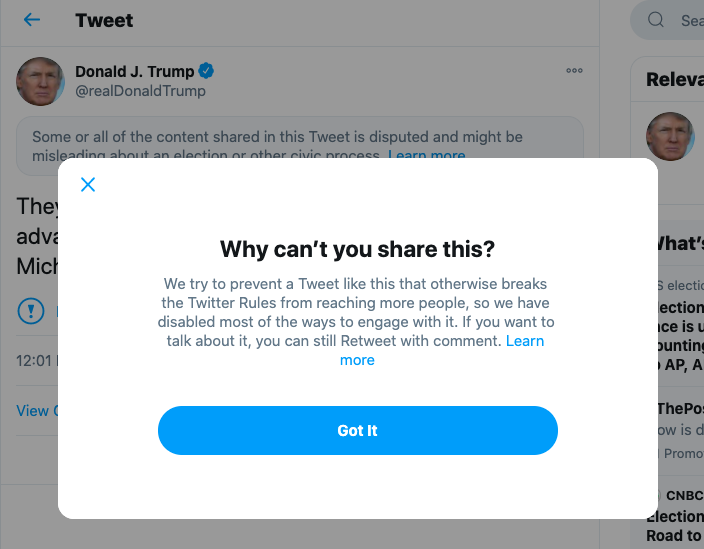 Tweet
Sea
Donald J. Trump
@realDonaldTrump
Some or all of the content shared in this Tweet is disputed and might be
misleading about an election or other civic process. Learn more
They
adva
Mich
12:01
View
Why can’t you share this?
We try to prevent a Tweet like this that otherwise breaks
the Twitter Rules from reaching more people, so we have
disabled most of the ways to engage with it. If you want to
talk about it, you can still Retweet with comment. Learn
more
Got It
Releva
What's
S electio
lection
ce is u
ounting
AP, A
ThePos
ow is d
Promo
CNBC
Election
Road to